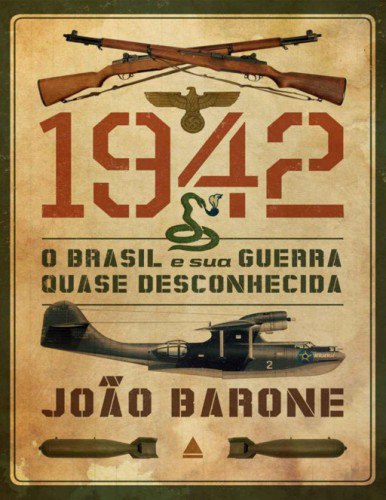 1942
O BRASIL e sua GUERRA
QUASE DESCONHECIDA
2
JOÃO BARONE